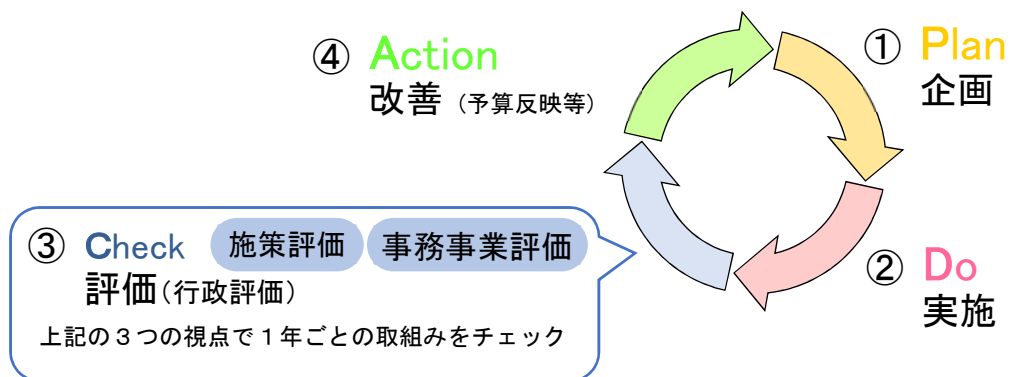 ① Plan
企画
② Do
実施
③ Check 施策評価 事務事業評価
評価(行政評価)
上記の3つの視点で1年ごとの取組みをチェック
④ Action
改善 (予算反映等)